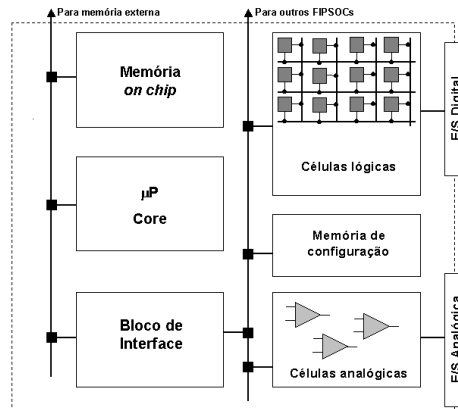 Para memória externa
Para outros FIPSOCs
Memória
on chip
Células lógicas
E/S Digital
µP
Core
Memória de
configuração
Bloco de
Interface
Células analógicas
E/S Analógica